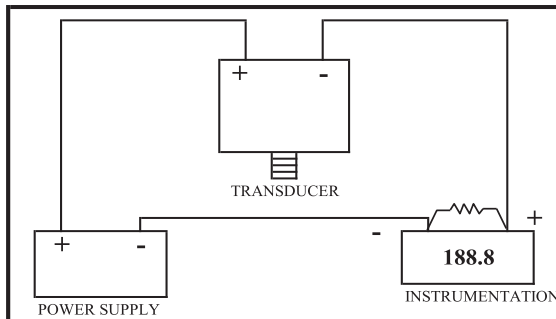 + -
TRANSDUCER
+ - - +
188.8
POWER SUPPLY
INSTRUMENTATION